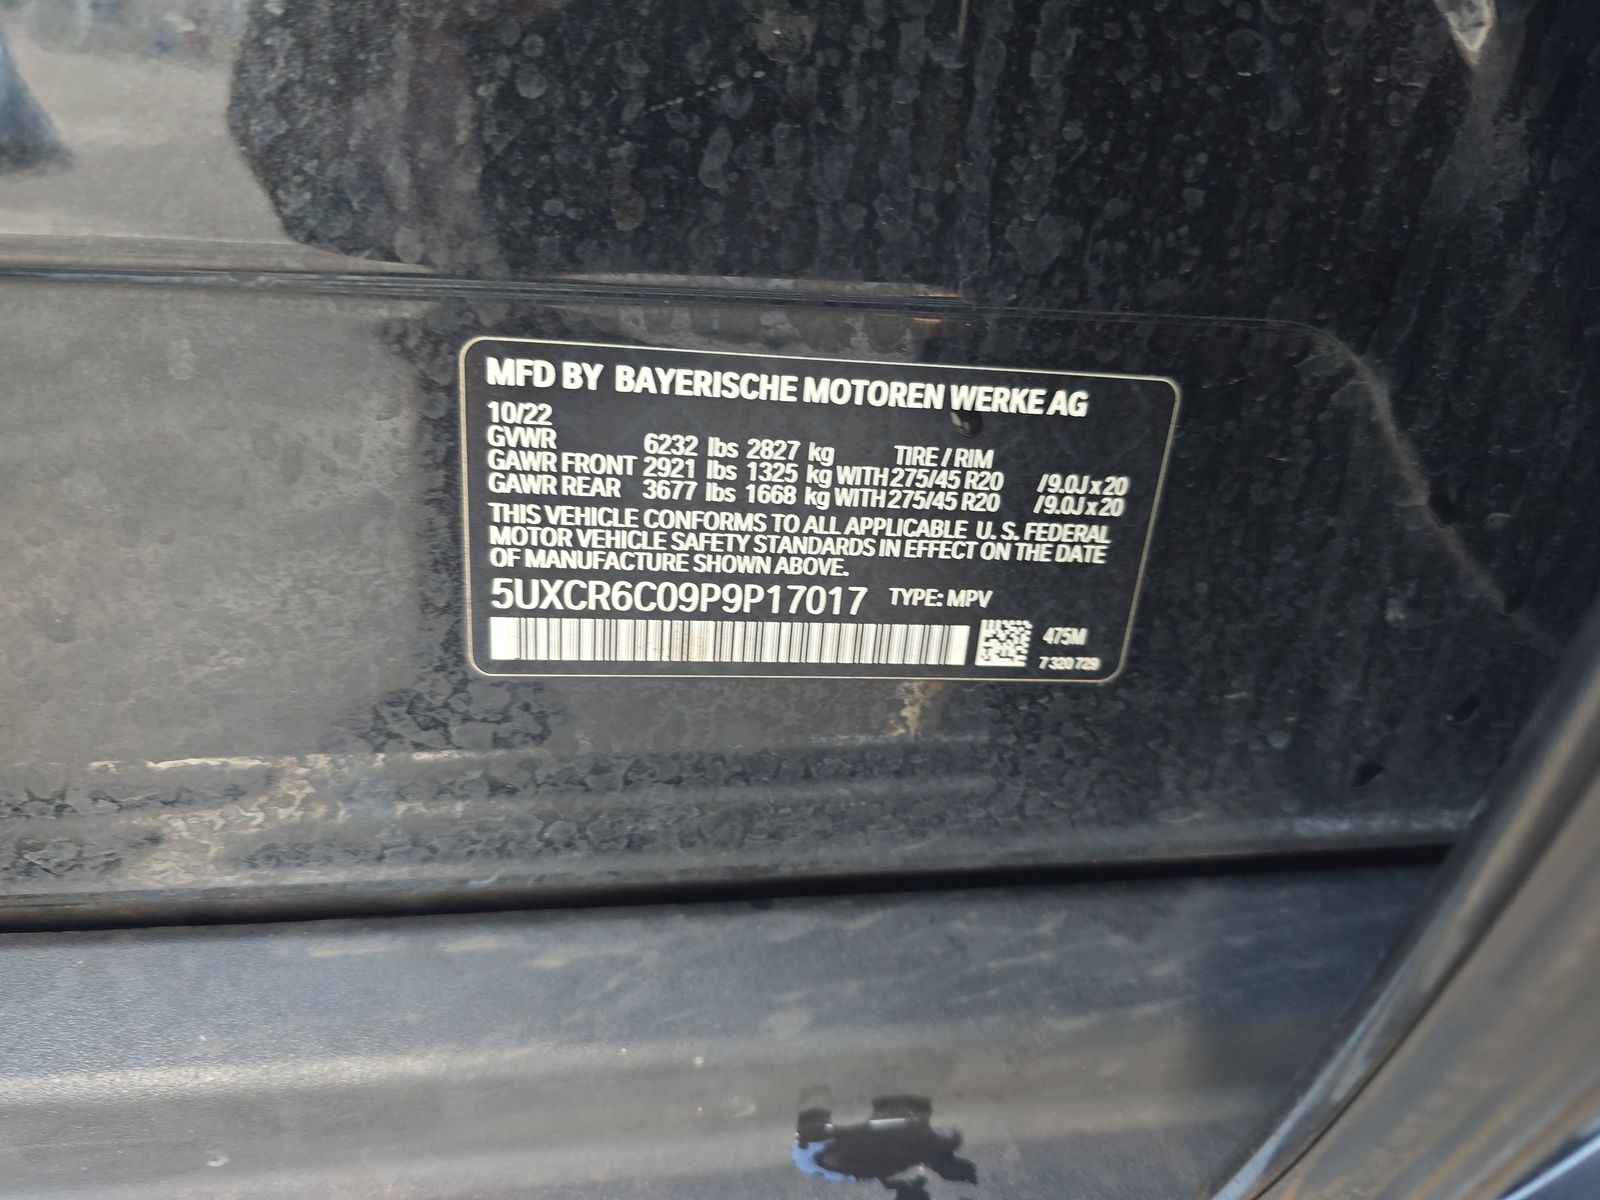 MFD BY BAYERISCHE MOTOREN WERKE AG
10/22
GVWR 6232 lbs 2827 kg TIRE / RIM
GAWR FRONT 2921 lbs 1325 kg WITH 275/45 R20 /9.0J x 20
GAWR REAR 3677 lbs 1668 kg WITH 275/45 R20 /9.0J x 20
THIS VEHICLE CONFORMS TO ALL APPLICABLE U. S. FEDERAL
MOTOR VEHICLE SAFETY STANDARDS IN EFFECT ON THE DATE
OF MANUFACTURE SHOWN ABOVE.
5UXCR6C09P9P17017 TYPE: MPV
475M
7 320 729